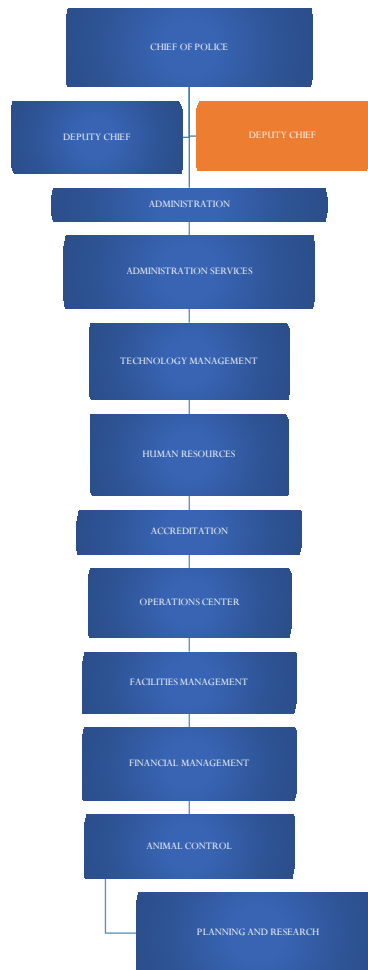 CHIEF OF POLICE
DEPUTY CHIEF
DEPUTY CHIEF
ADMINISTRATION
ADMINISTRATION SERVICES
TECHNOLOGY MANAGEMENT
HUMAN RESOURCES
ACCREDITATION
OPERATIONS CENTER
FACILITIES MANAGEMENT
FINANCIAL MANAGEMENT
ANIMAL CONTROL
PLANNING AND RESEARCH